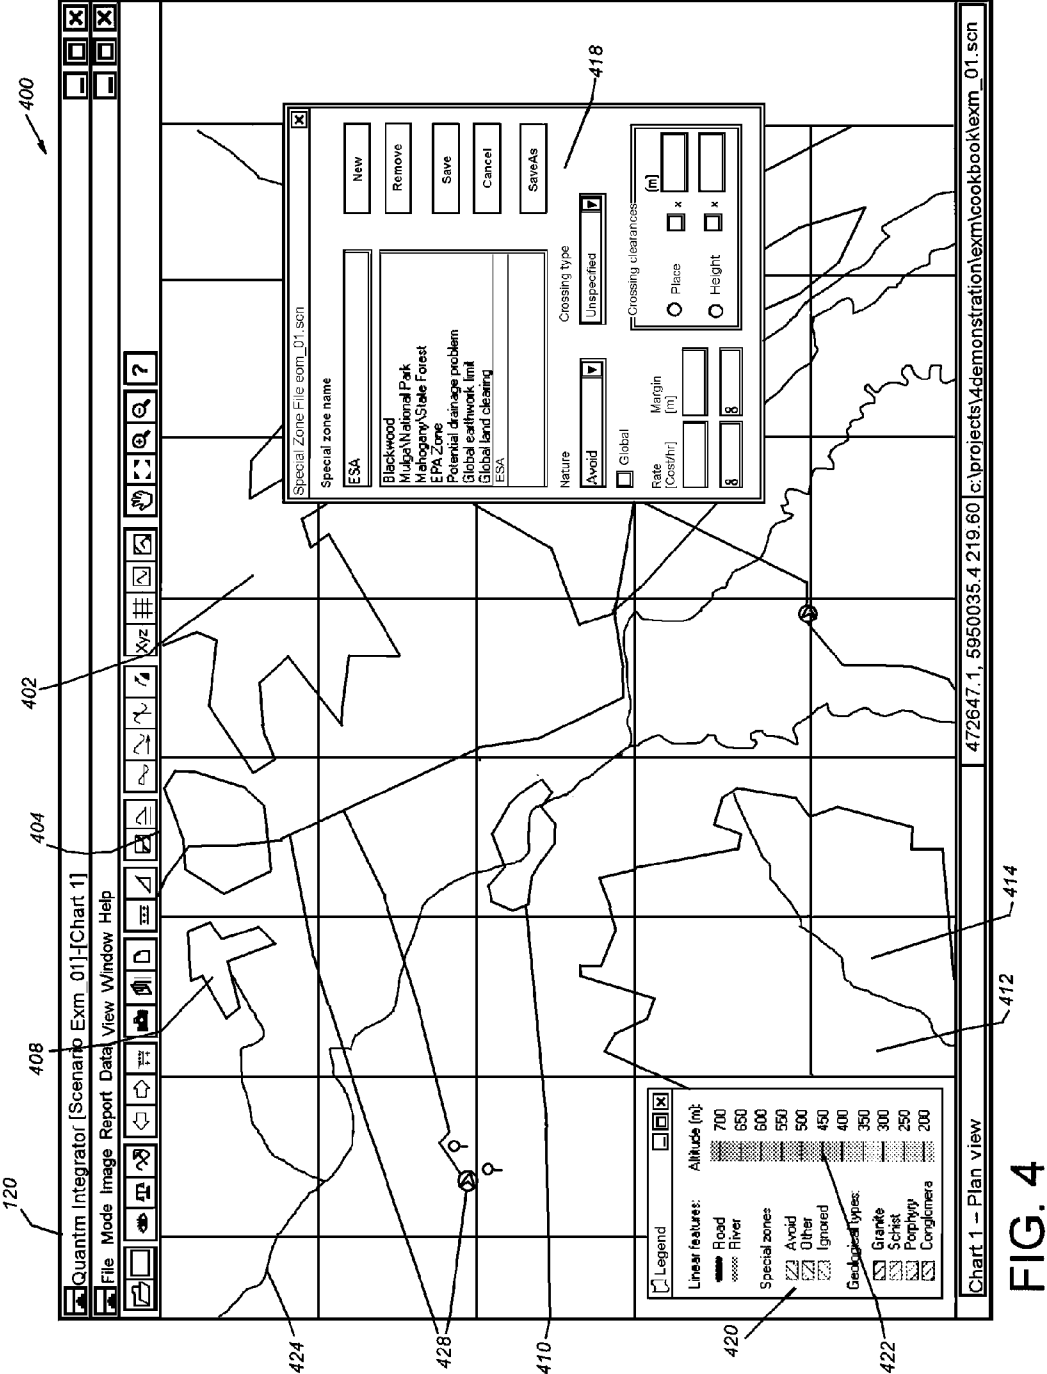 400
120
Quantm Integrator [Scenario Exm_01]-[Chart 1]
File Mode Image Report Data View Window Help
Xyz
?
408
404
402
Special Zone File eom_01.scn
Special zone name
ESA
Blackwood
Mulga\National Park
Mahogany\State Forest
EPA Zone
Potential drainage problem
Global earthwork limit
Global land clearing
ESA
New
Remove
Save
Cancel
SaveAs
Nature
Avoid
Crossing type
Unspecified
Global
Rate
[Cost/hr]
Margin
[m]
8
8
Crossing clearances
[m]
Place
x
Height
x
418
424
428
410
420
422
412
414
Legend
Linear features:
Road
River
Special zones
Avoid
Other
Ignored
Geological types:
Granite
Schist
Porphyry
Conglomera
Altitude (m):
700
650
600
550
500
450
400
350
300
250
200
Chart 1 – Plan view
472647.1, 5950035.4 219.60
c:\projects\4demonstration\exm\cookbook\exm_01.scn
FIG. 4